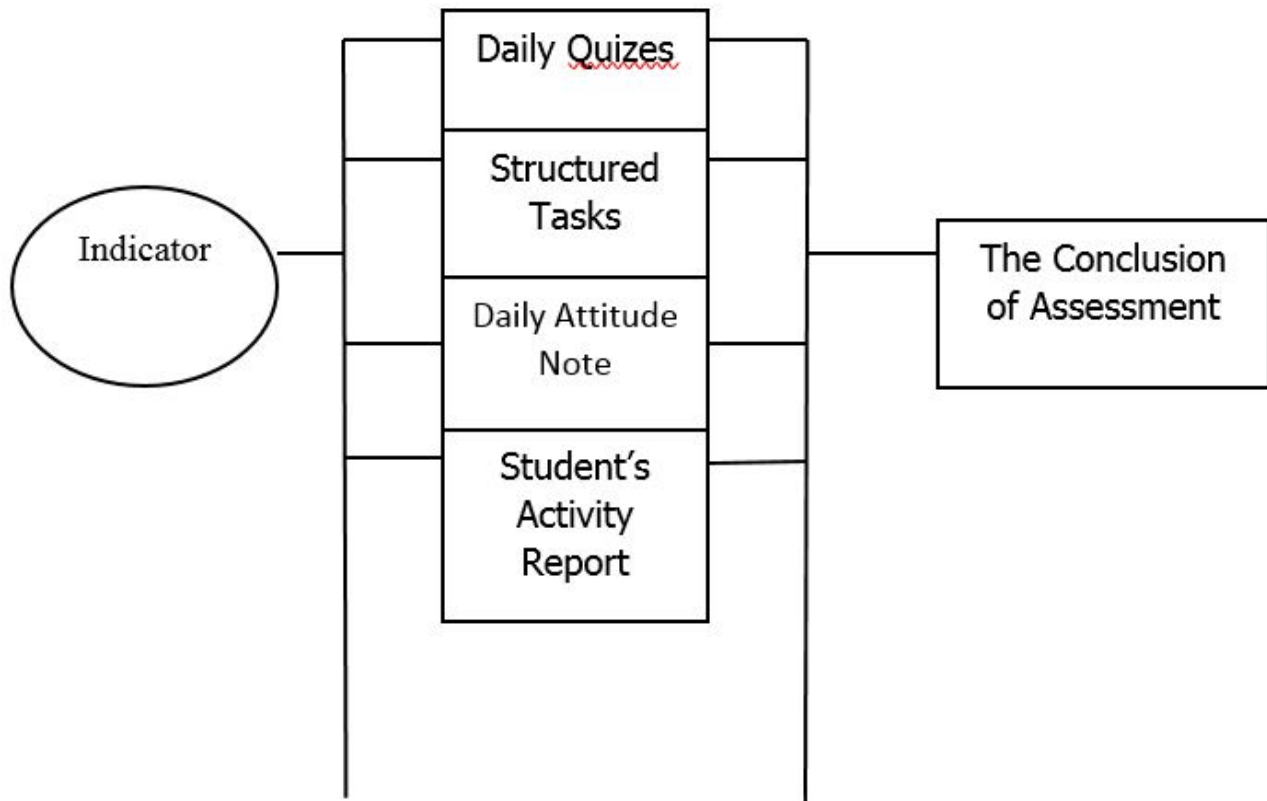 Daily Quizes
Structured
Tasks
Indicator
The Conclusion
of Assessment
Daily Attitude
Note
Student's
Activity
Report